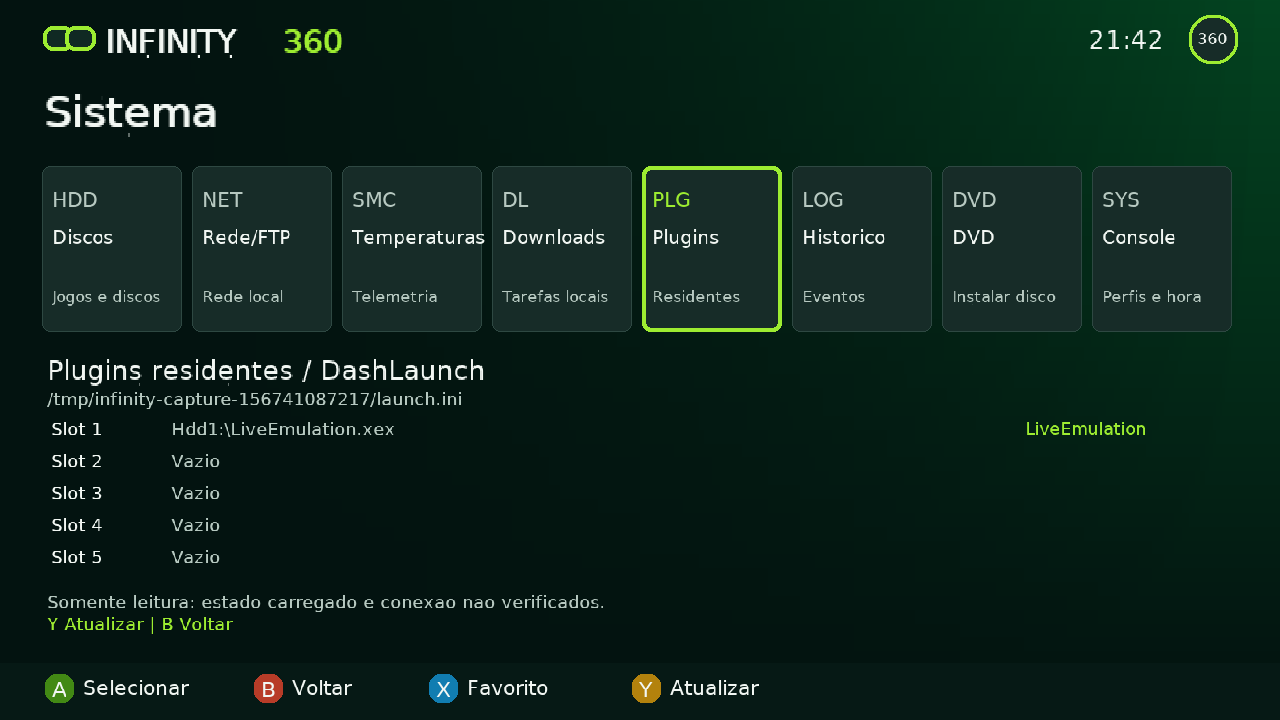 INFINITY 360 21:42 360
Sistema
HDD NET SMC DL PLG LOG DVD SYS
Discos Rede/FTP Temperaturas Downloads Plugins Historico DVD Console
Jogos e discos Rede local Telemetria Tarefas locais Residentes Eventos Instalar disco Perfis e hora
Plugins residentes / DashLaunch
/tmp/infinity-capture-156741087217/launch.ini
Slot 1 Hdd1:\LiveEmulation.xex LiveEmulation
Slot 2 Vazio
Slot 3 Vazio
Slot 4 Vazio
Slot 5 Vazio
Somente leitura: estado carregado e conexao nao verificados.
Y Atualizar | B Voltar
A Selecionar B Voltar X Favorito Y Atualizar